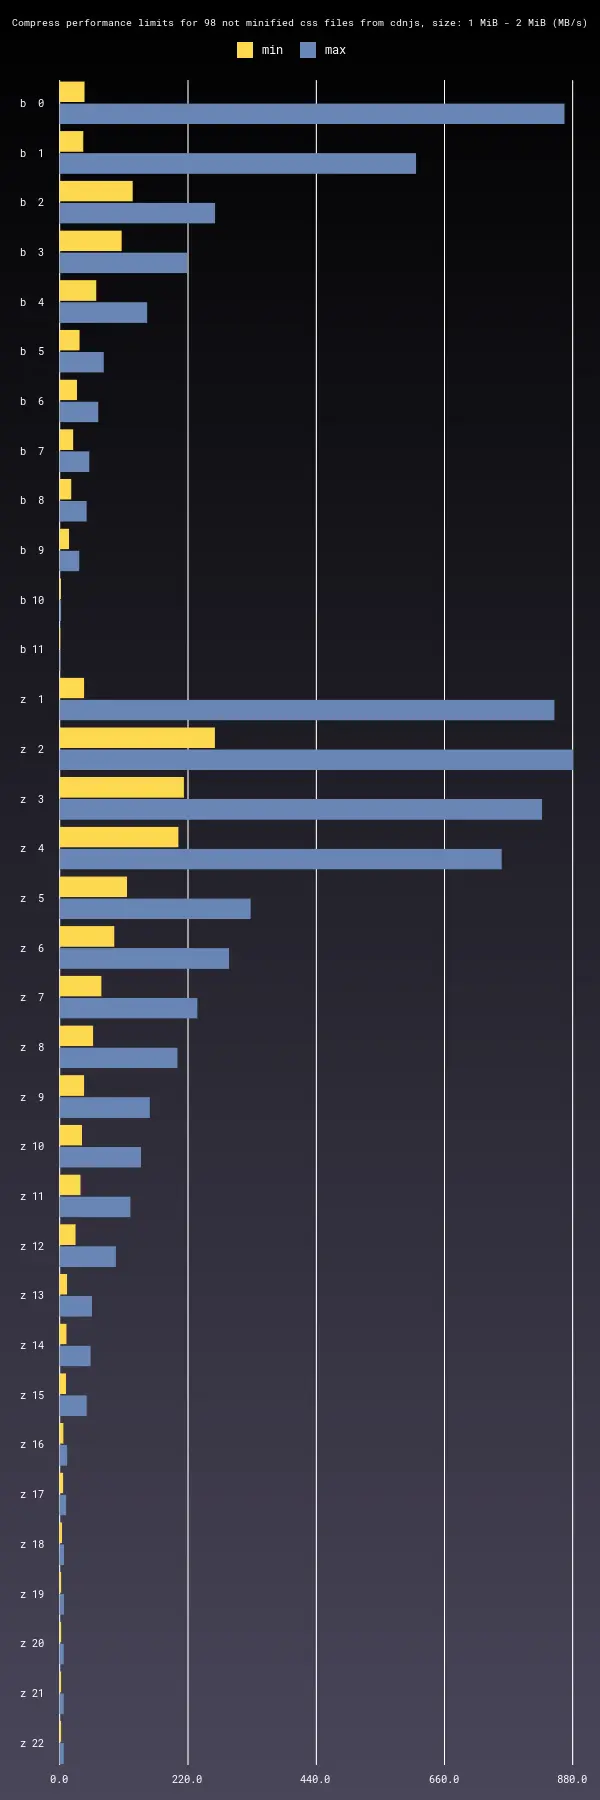 Compress performance limits for 98 not minified css files from cdnjs, size: 1 MiB - 2 MiB (MB/s)
min max
b 0
b 1
b 2
b 3
b 4
b 5
b 6
b 7
b 8
b 9
b 10
b 11
z 1
z 2
z 3
z 4
z 5
z 6
z 7
z 8
z 9
z 10
z 11
z 12
z 13
z 14
z 15
z 16
z 17
z 18
z 19
z 20
z 21
z 22
0.0 220.0 440.0 660.0 880.0